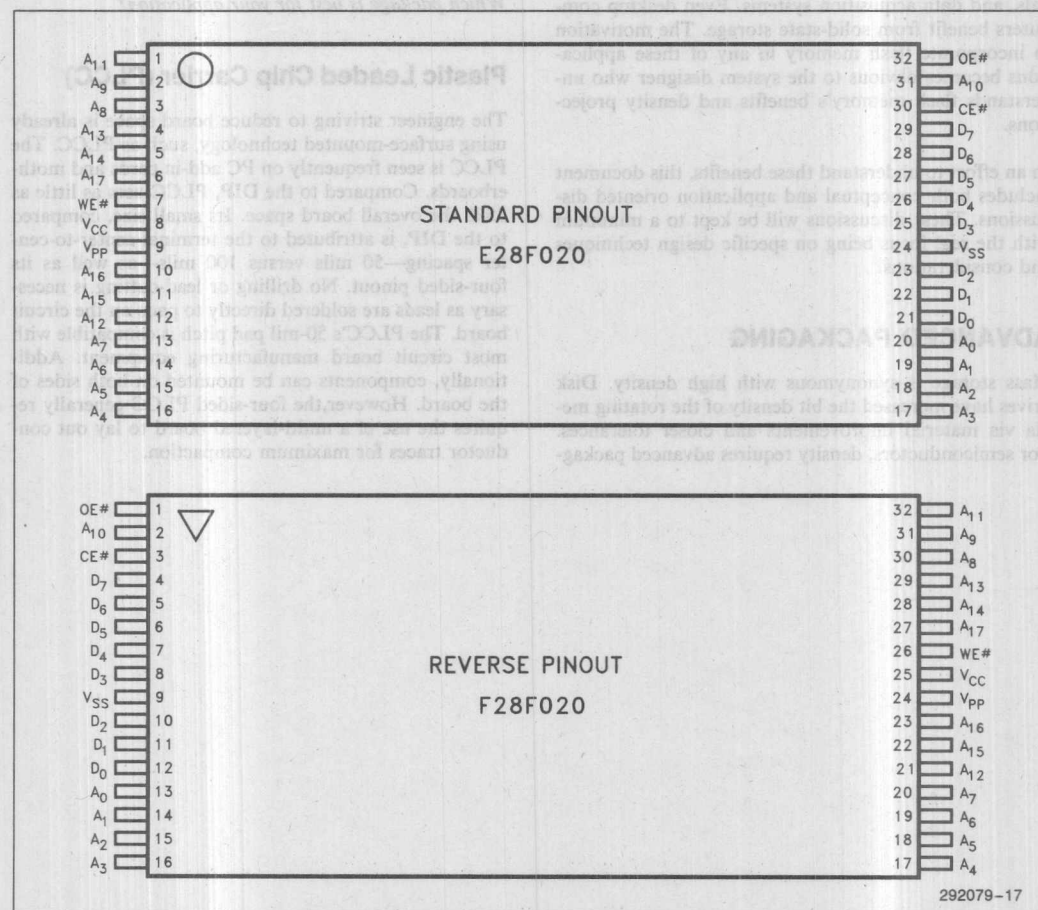 A11 1 32 OE#
A9 2 31 A10
A8 3 30 CE#
A13 4 29 D7
A14 5 28 D6
A17 6 27 D5
WE# 7 26 D4
VCC 8 25 D3
VPP 9 24 VSS
A16 10 23 D2
A15 11 22 D1
A12 12 21 D0
A7 13 20 A0
A6 14 19 A1
A5 15 18 A2
A4 16 17 A3
STANDARD PINOUT
E28F020
OE# 1 32 A11
A10 2 31 A9
CE# 3 30 A8
D7 4 29 A13
D6 5 28 A14
D5 6 27 A17
D4 7 26 WE#
D3 8 25 VCC
VSS 9 24 VPP
D2 10 23 A16
D1 11 22 A15
D0 12 21 A12
A0 13 20 A7
A1 14 19 A6
A2 15 18 A5
A3 16 17 A4
REVERSE PINOUT
F28F020
292079-17